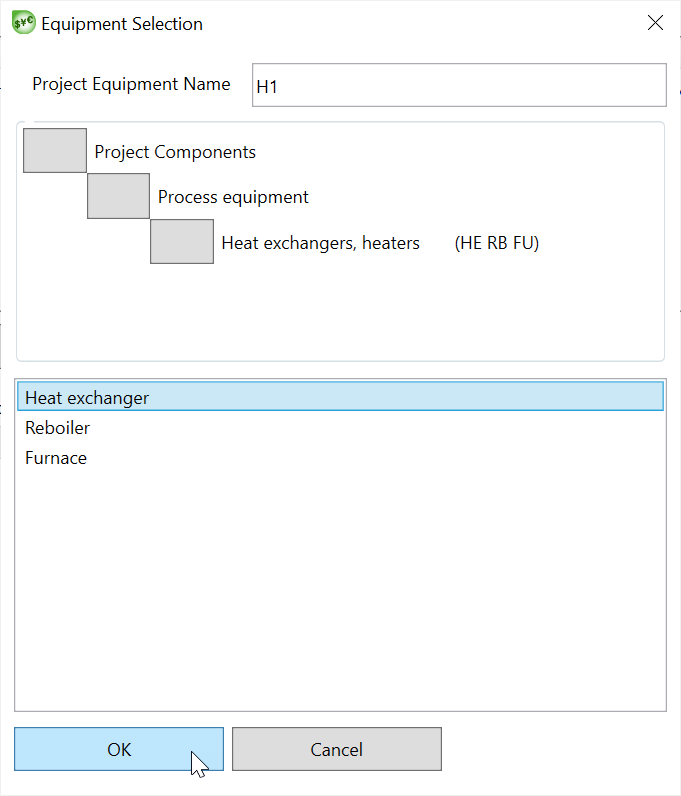 $¥€ Equipment Selection
Project Equipment Name H1
Project Components
Process equipment
Heat exchangers, heaters (HE RB FU)
Heat exchanger
Reboiler
Furnace
OK Cancel